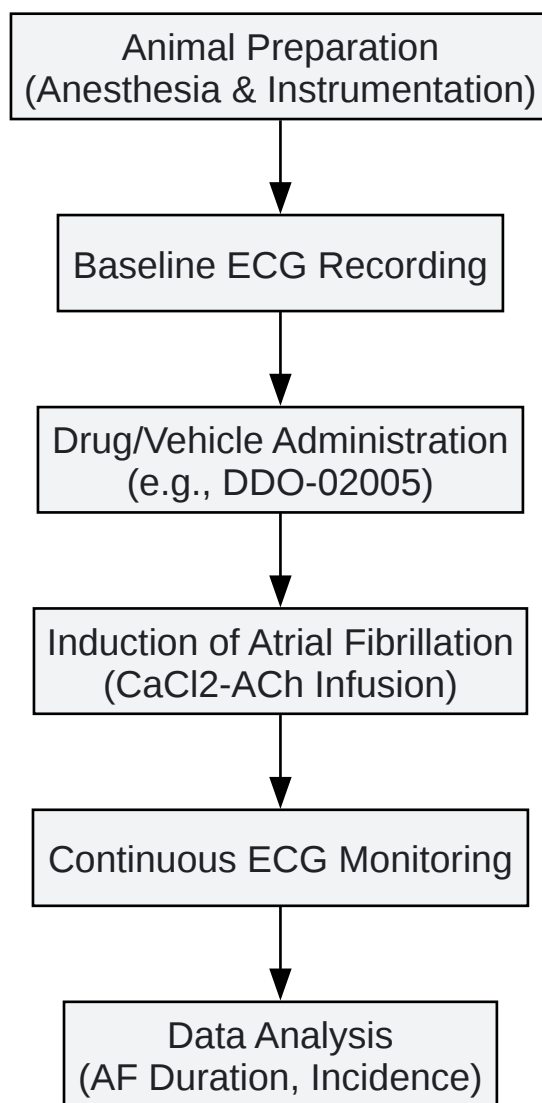 Animal Preparation
(Anesthesia & Instrumentation)
Baseline ECG Recording
Drug/Vehicle Administration
(e.g., DDO-02005)
Induction of Atrial Fibrillation
(CaCl2-ACh Infusion)
Continuous ECG Monitoring
Data Analysis
(AF Duration, Incidence)